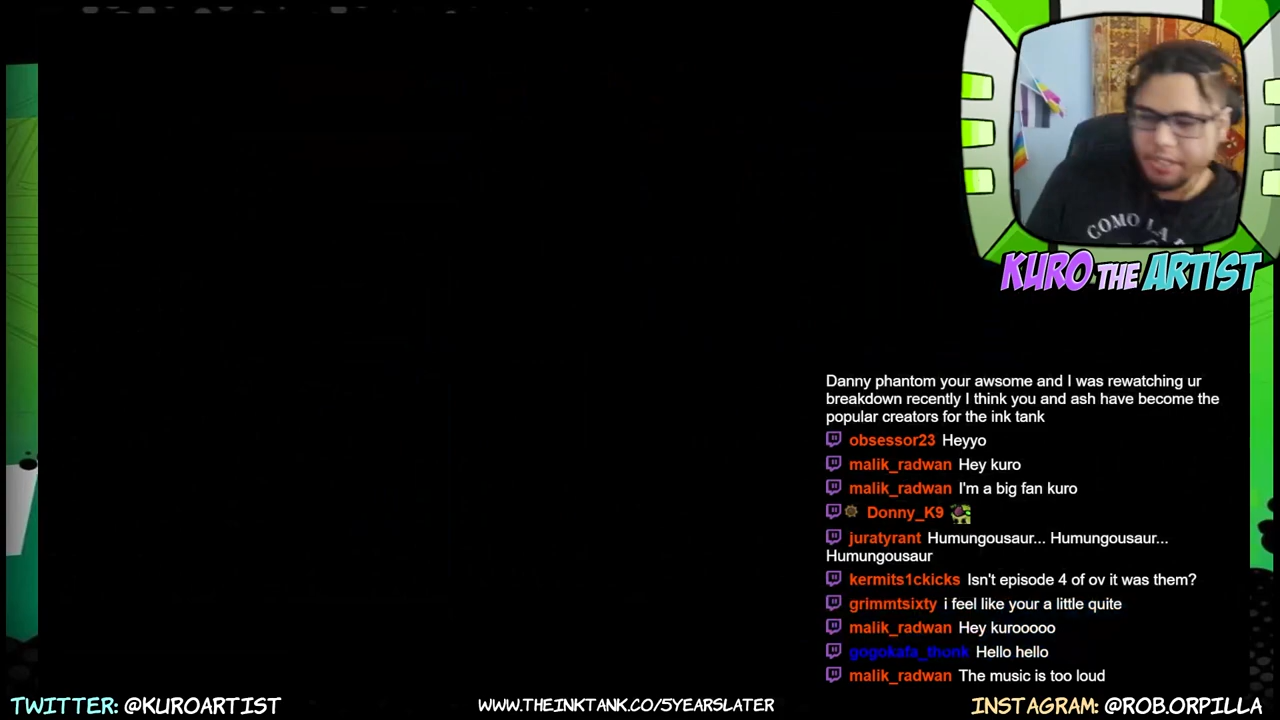 COMO LA
KURO THE ARTIST
Danny phantom your awsome and I was rewatching ur
breakdown recently I think you and ash have become the
popular creators for the ink tank
obsessor23 Heyyo
malik_radwan Hey kuro
malik_radwan I'm a big fan kuro
Donny_K9
juratyrant Humungousaur... Humungousaur...
Humungousaur
kermits1ckicks Isn't episode 4 of ov it was them?
grimmtsixty i feel like your a little quite
malik_radwan Hey kurooooo
gogokafa_thonk Hello hello
malik_radwan The music is too loud
TWITTER: @KUROARTIST
WWW.THEINKTANK.CO/5YEARSLATER
INSTAGRAM: @ROB.ORPILLA